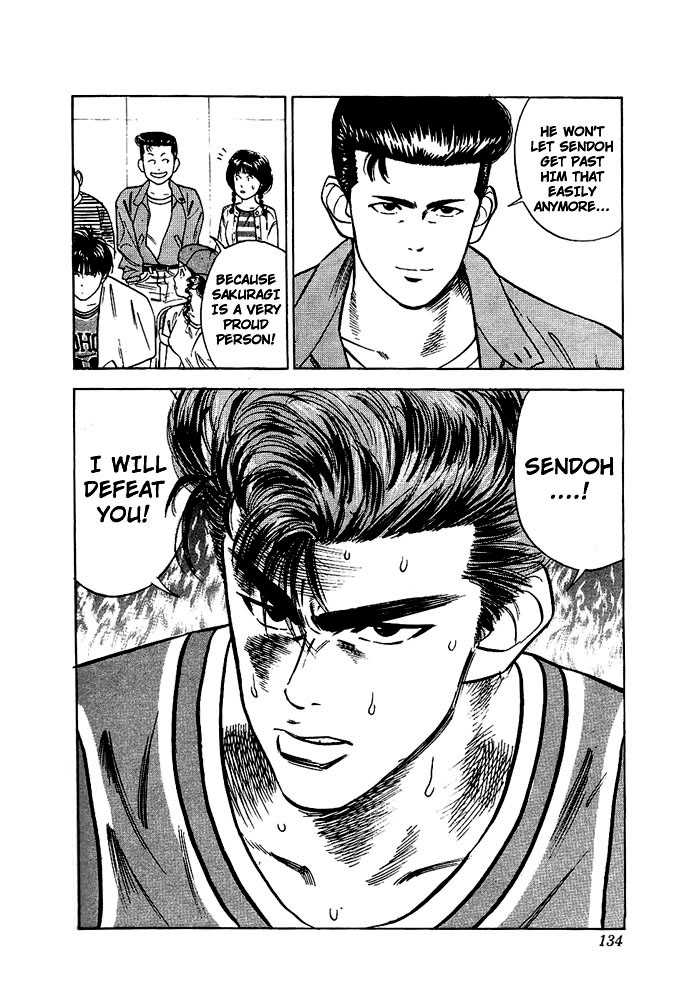 HE WON'T
LET SENDOH
GET PAST
HIM THAT
EASILY
ANYMORE...
BECAUSE
SAKURAGI
IS A VERY
PROUD
PERSON!
SENDOH
....!
I WILL
DEFEAT
YOU!
134